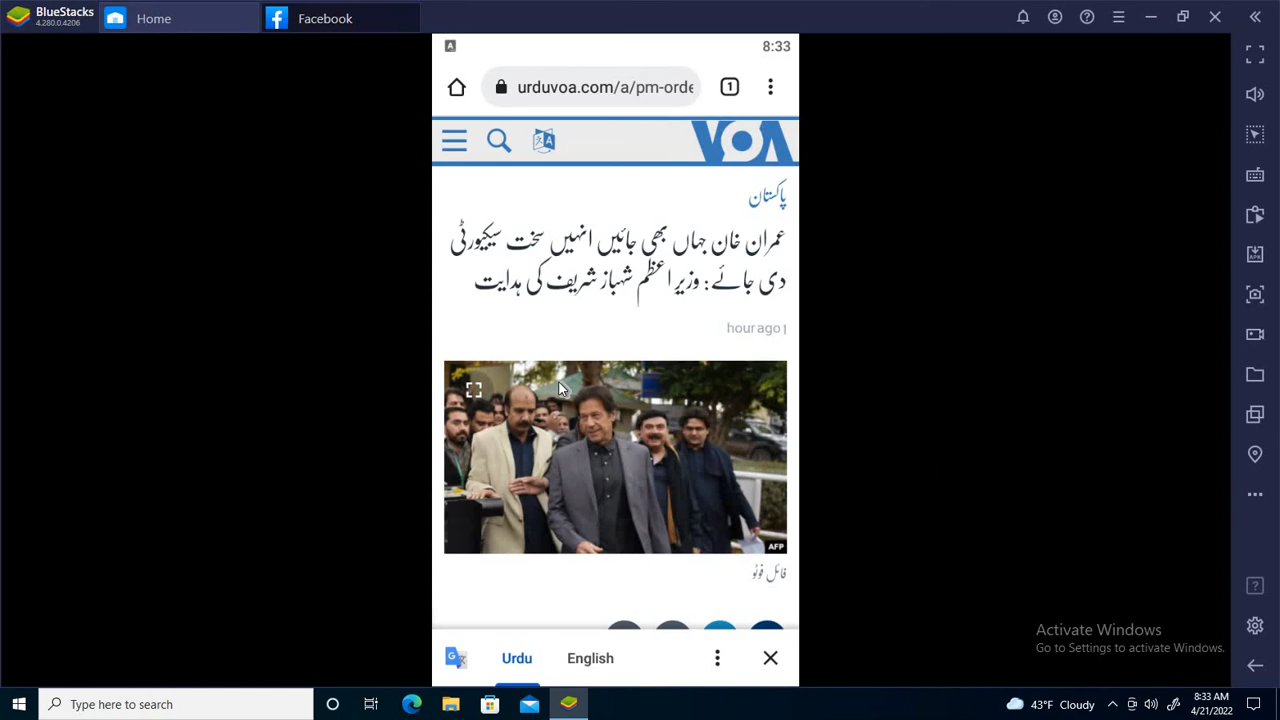 BlueStacks
4.280.0.4206
Home
Facebook
8:33
urduvoa.com/a/pm-orde
1
VOA
پاکستان
عمران خان جہاں بھی جائیں انہیں سخت سیکیورٹی
دی جائے: وزیرِ اعظم شہباز شریف کی ہدایت
1 hour ago
AFP
فائل فوٹو
Urdu
English
Activate Windows
Go to Settings to activate Windows.
Type here to search
43°F Cloudy
8:33 AM
4/21/2022